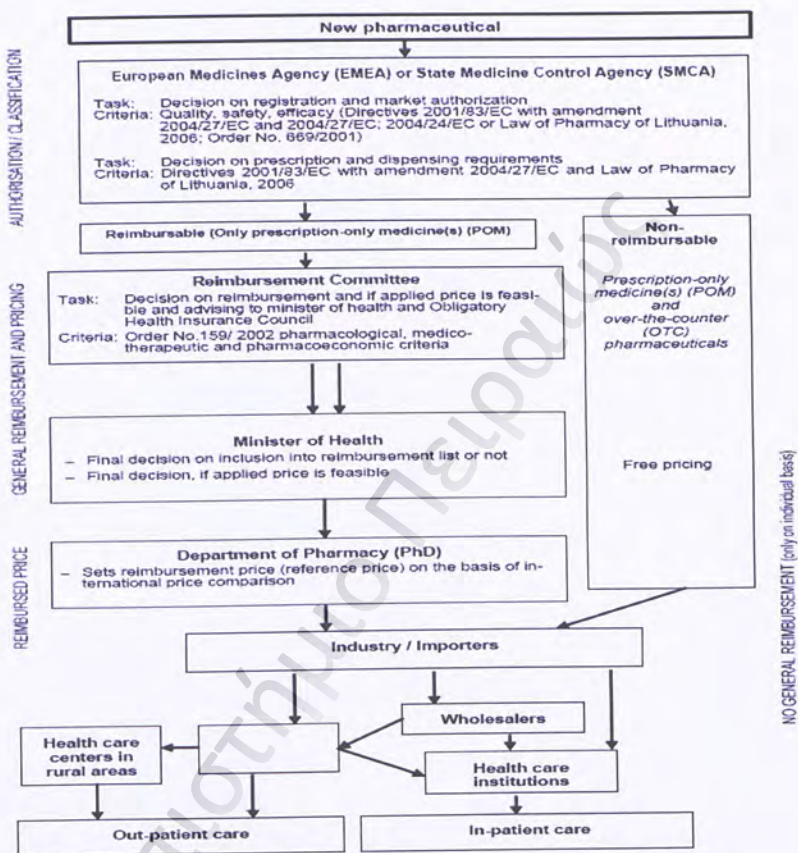 New pharmaceutical
AUTHORISATION / CLASSIFICATION
European Medicines Agency (EMEA) or State Medicine Control Agency (SMCA)
Task: Decision on registration and market authorization
Criteria: Quality, safety, efficacy (Directives 2001/83/EC with amendment
2004/27/EC and 2004/27/EC; 2004/24/EC or Law of Pharmacy of Lithuania,
2006; Order No. 669/2001)
Task: Decision on prescription and dispensing requirements
Criteria: Directives 2001/83/EC with amendment 2004/27/EC and Law of Pharmacy
of Lithuania, 2006
Reimbursable (Only prescription-only medicine(s) (POM)
Non-
reimbursable
Prescription-only
medicine(s) (POM)
and
over-the-counter
(OTC)
pharmaceuticals
Free pricing
GENERAL REIMBURSEMENT AND PRICING
Reimbursement Committee
Task: Decision on reimbursement and if applied price is feasi-
ble and advising to minister of health and Obligatory
Health Insurance Council
Criteria: Order No.159/ 2002 pharmacological, medico-
therapeutic and pharmacoeconomic criteria
Minister of Health
– Final decision on inclusion into reimbursement list or not
– Final decision, if applied price is feasible
REIMBURSED PRICE
Department of Pharmacy (PhD)
– Sets reimbursement price (reference price) on the basis of in-
ternational price comparison
NO GENERAL REIMBURSEMENT (only on individual basis)
Industry / Importers
Wholesalers
Health care
centers in
rural areas
Health care
institutions
Out-patient care
In-patient care
Πειραιώς